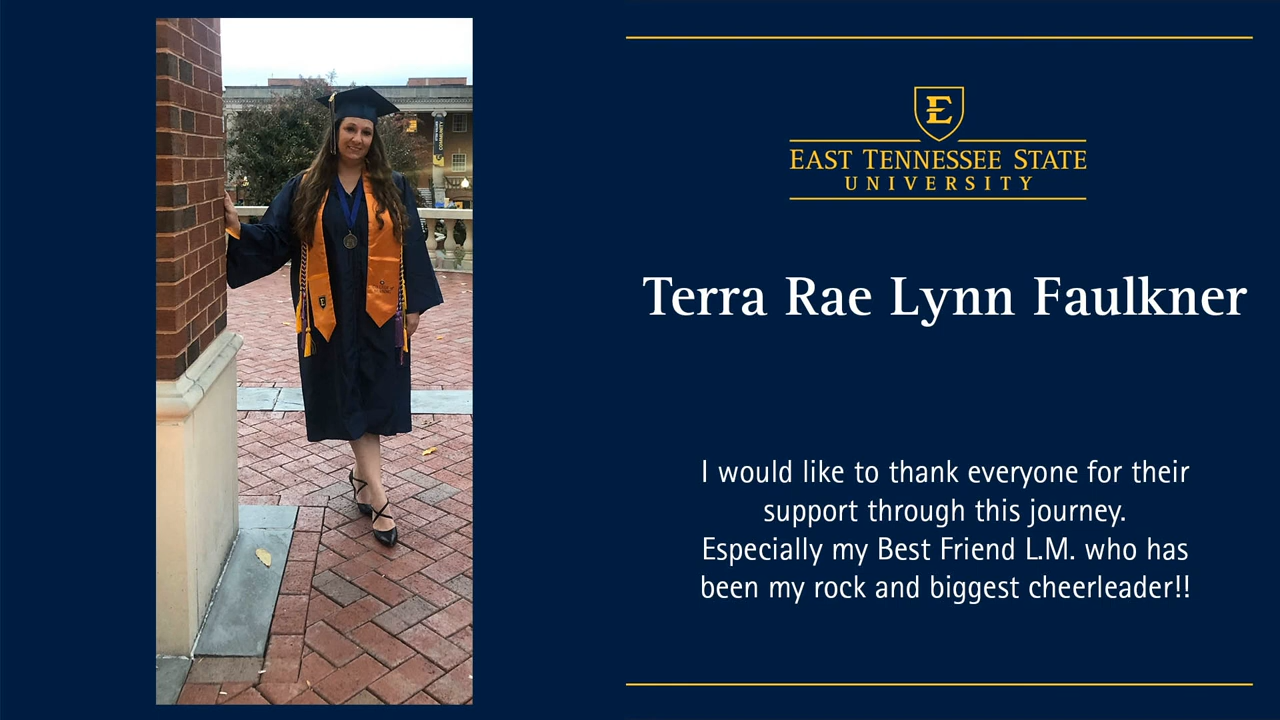 COMMUNITY
E
EAST TENNESSEE STATE
UNIVERSITY
Terra Rae Lynn Faulkner
I would like to thank everyone for their
support through this journey.
Especially my Best Friend L.M. who has
been my rock and biggest cheerleader!!